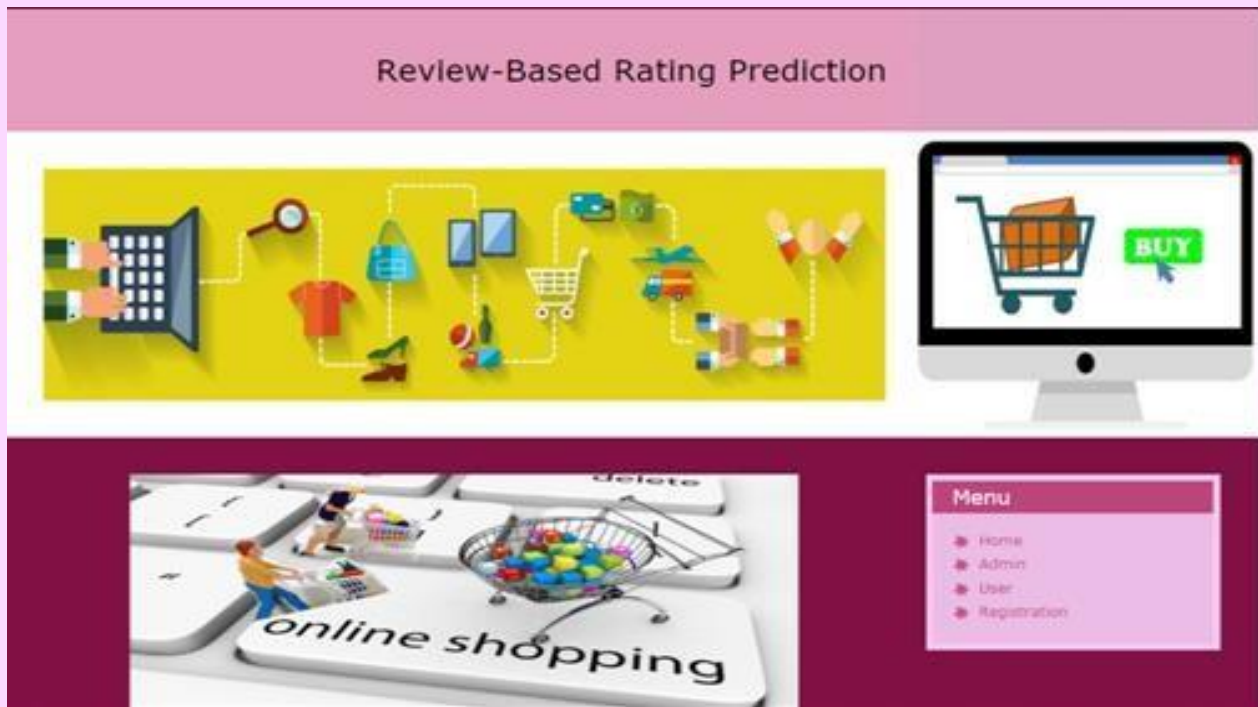 Review-Based Rating Prediction
BUY
delete
online shopping
Menu
Home
Admin
User
Registration